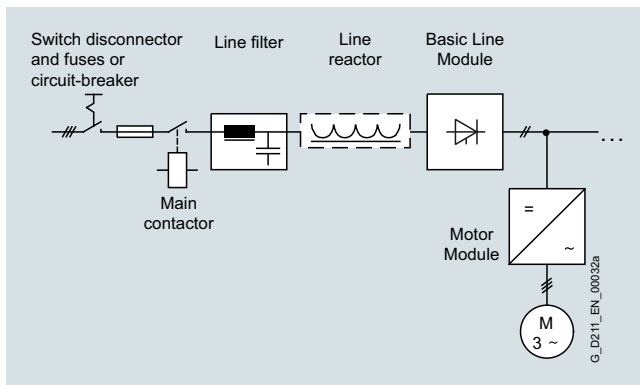 Switch disconnector
and fuses or
circuit-breaker
Line filter
Line
reactor
Basic Line
Module
Main
contactor
...
=
~
Motor
Module
M
3 ~
G_D211_EN_00032a